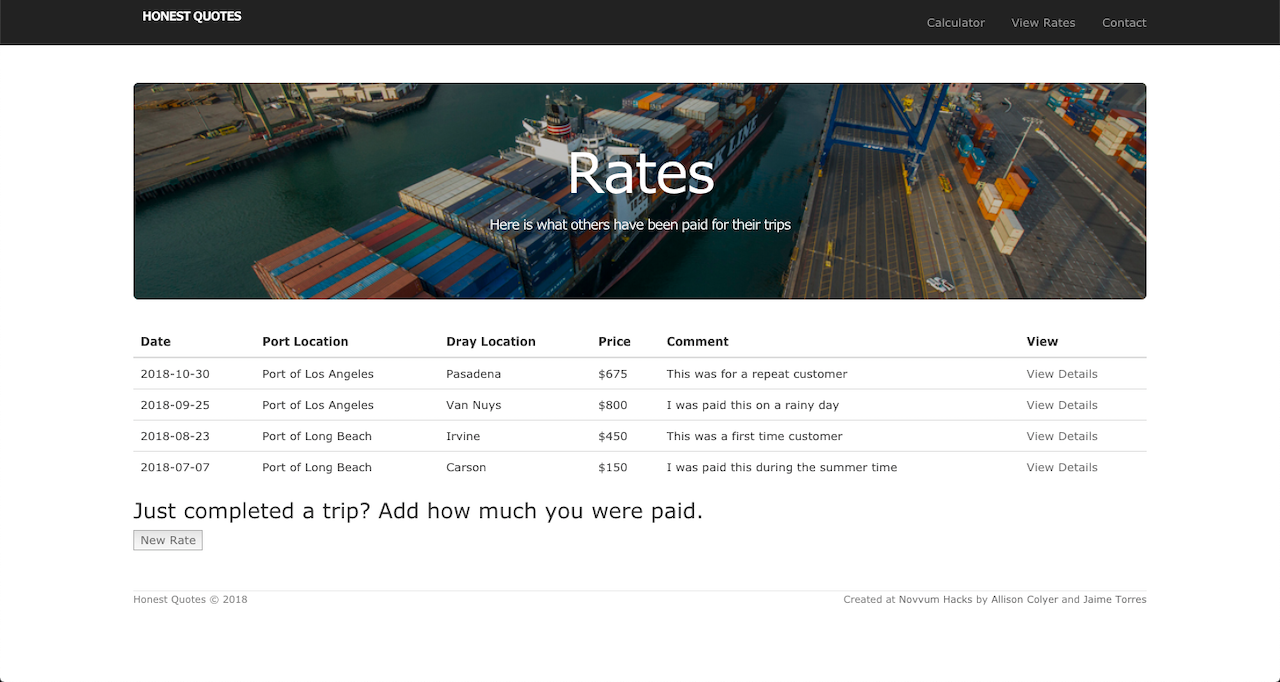 HONEST QUOTES
Calculator View Rates Contact
Rates
Here is what others have been paid for their trips
Date Port Location Dray Location Price Comment View
2018-10-30 Port of Los Angeles Pasadena $675 This was for a repeat customer View Details
2018-09-25 Port of Los Angeles Van Nuys $800 I was paid this on a rainy day View Details
2018-08-23 Port of Long Beach Irvine $450 This was a first time customer View Details
2018-07-07 Port of Long Beach Carson $150 I was paid this during the summer time View Details
Just completed a trip? Add how much you were paid.
New Rate
Honest Quotes © 2018
Created at Novvum Hacks by Allison Colyer and Jaime Torres